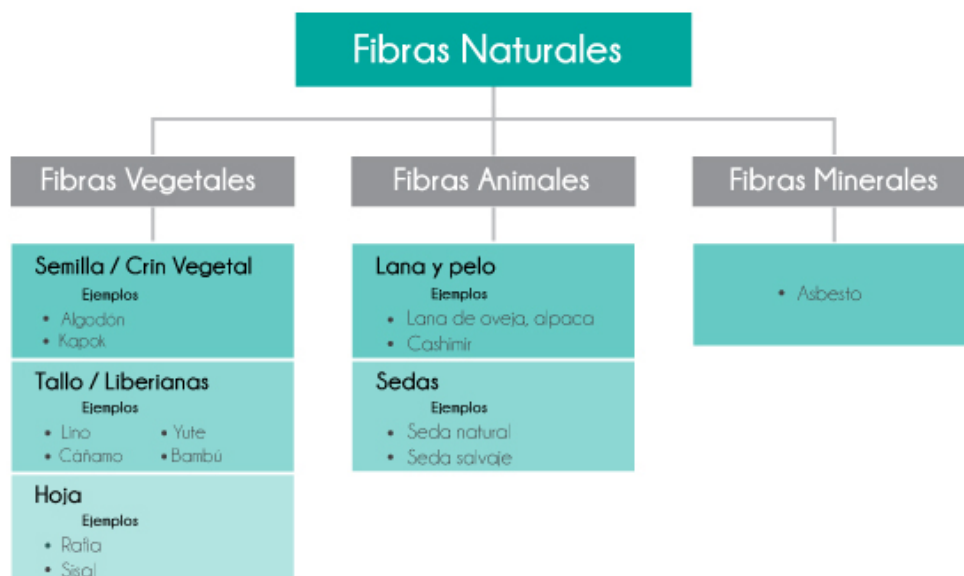 Fibras Naturales
Fibras Vegetales
Semilla / Crin Vegetal
Ejemplos
• Algodón
• Kapok
Tallo / Liberianas
Ejemplos
• Lino • Yute
• Cáñamo • Bambú
Hoja
Ejemplos
• Rafia
• Sisal
Fibras Animales
Lana y pelo
Ejemplos
• Lana de oveja, alpaca
• Cashimir
Sedas
Ejemplos
• Seda natural
• Seda salvaje
Fibras Minerales
• Asbesto